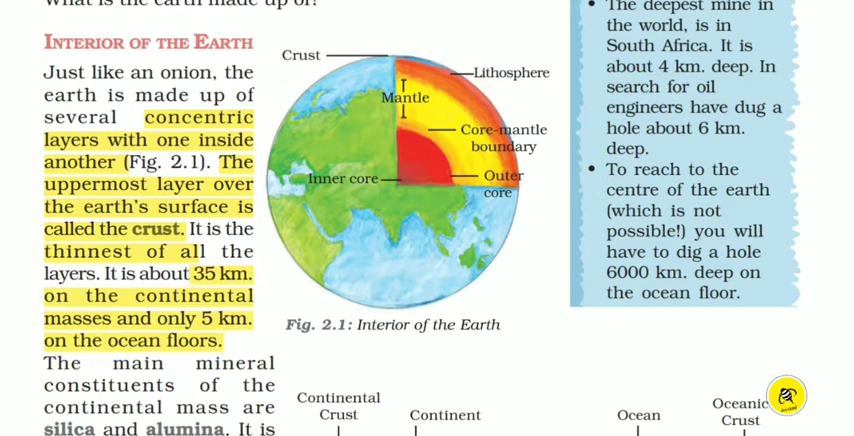 What is the earth made up of?
INTERIOR OF THE EARTH
Just like an onion, the
earth is made up of
several concentric
layers with one inside
another (Fig. 2.1). The
uppermost layer over
the earth's surface is
called the crust. It is the
thinnest of all the
layers. It is about 35 km.
on the continental
masses and only 5 km.
on the ocean floors.
The main mineral
constituents of the
continental mass are
silica and alumina. It is
Crust
Lithosphere
Mantle
Core-mantle
boundary
Inner core
Outer
core
Fig. 2.1: Interior of the Earth
Continental
Crust
Continent
Ocean
Oceanic
Crust
• The deepest mine in
the world, is in
South Africa. It is
about 4 km. deep. In
search for oil
engineers have dug a
hole about 6 km.
deep.
• To reach to the
centre of the earth
(which is not
possible!) you will
have to dig a hole
6000 km. deep on
the ocean floor.